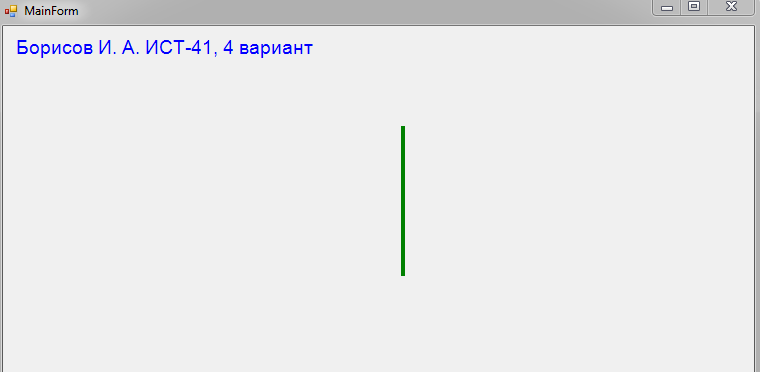 MainForm
Борисов И. А. ИСТ-41, 4 вариант